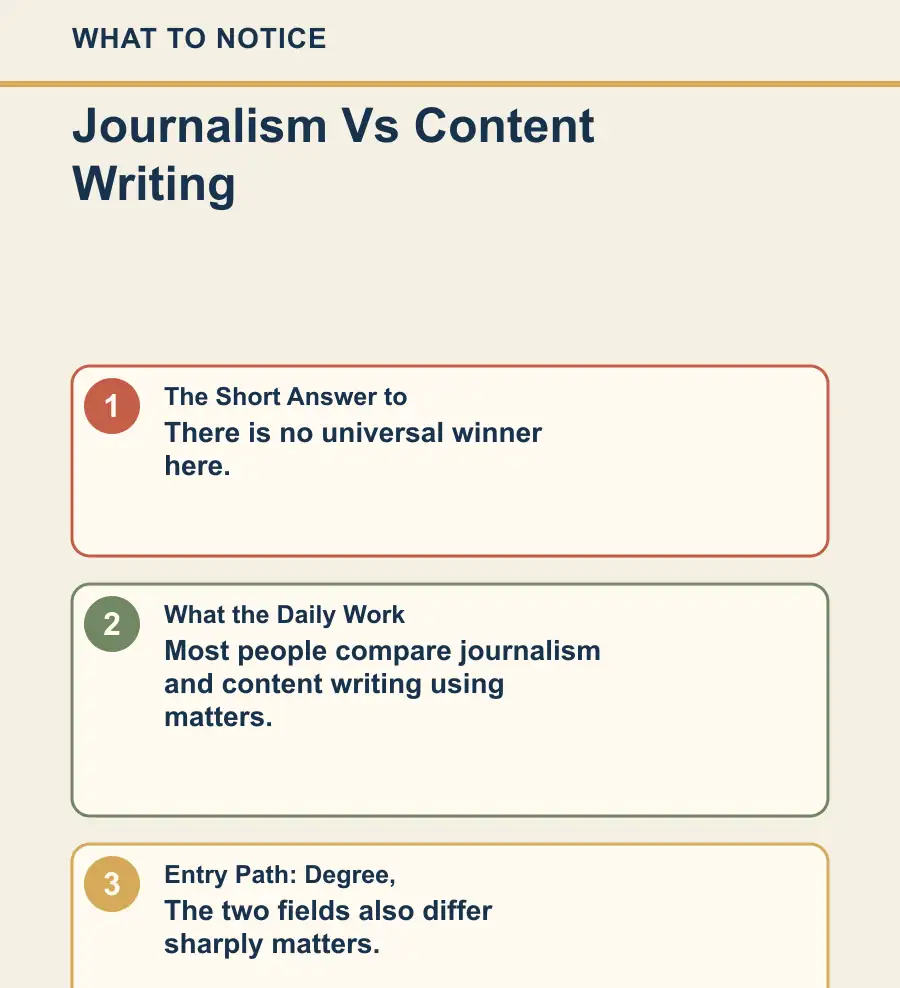 WHAT TO NOTICE
Journalism Vs Content
Writing
1
The Short Answer to
There is no universal winner
here.
2
What the Daily Work
Most people compare journalism
and content writing using
matters.
3
Entry Path: Degree,
The two fields also differ
sharply matters.